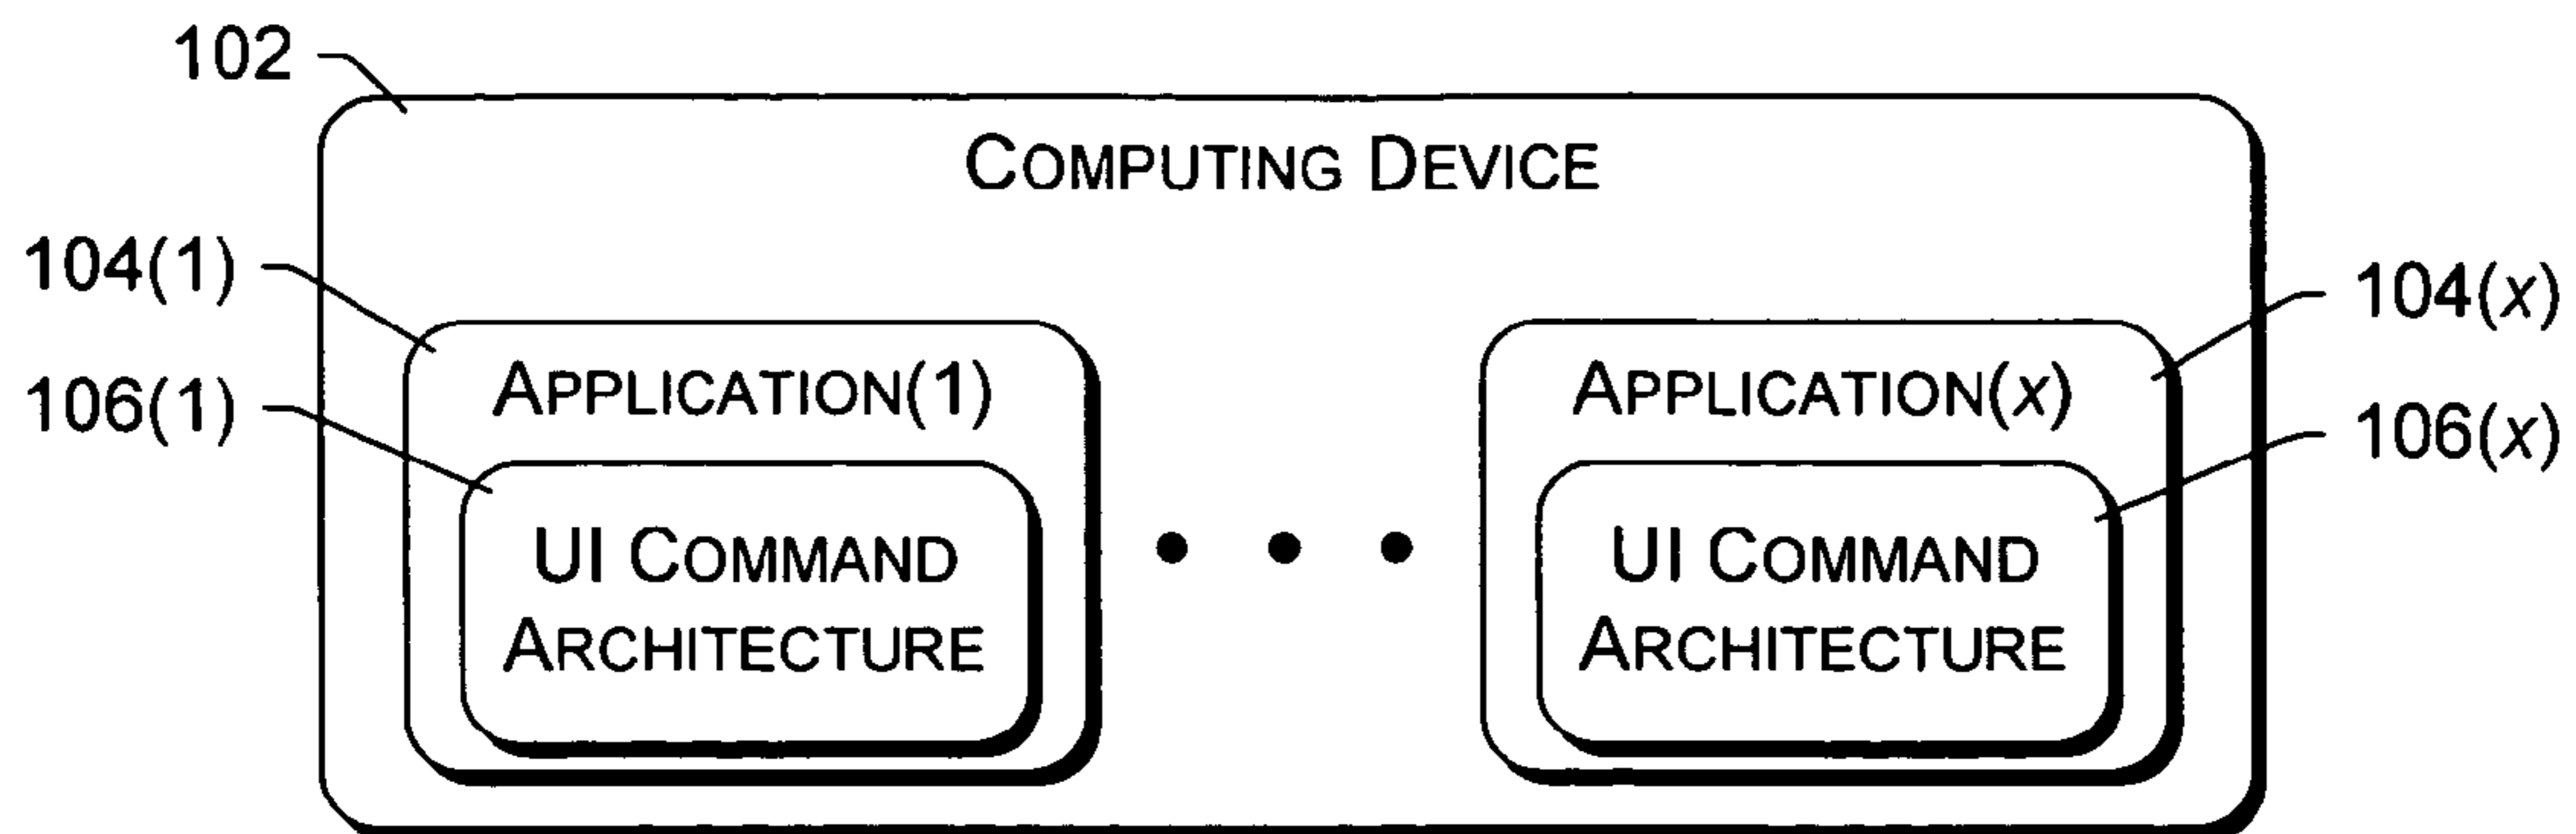 102
COMPUTING DEVICE
104(1)
104(x)
APPLICATION(1)
APPLICATION(x)
106(1)
106(x)
UI COMMAND
ARCHITECTURE
• • •
UI COMMAND
ARCHITECTURE